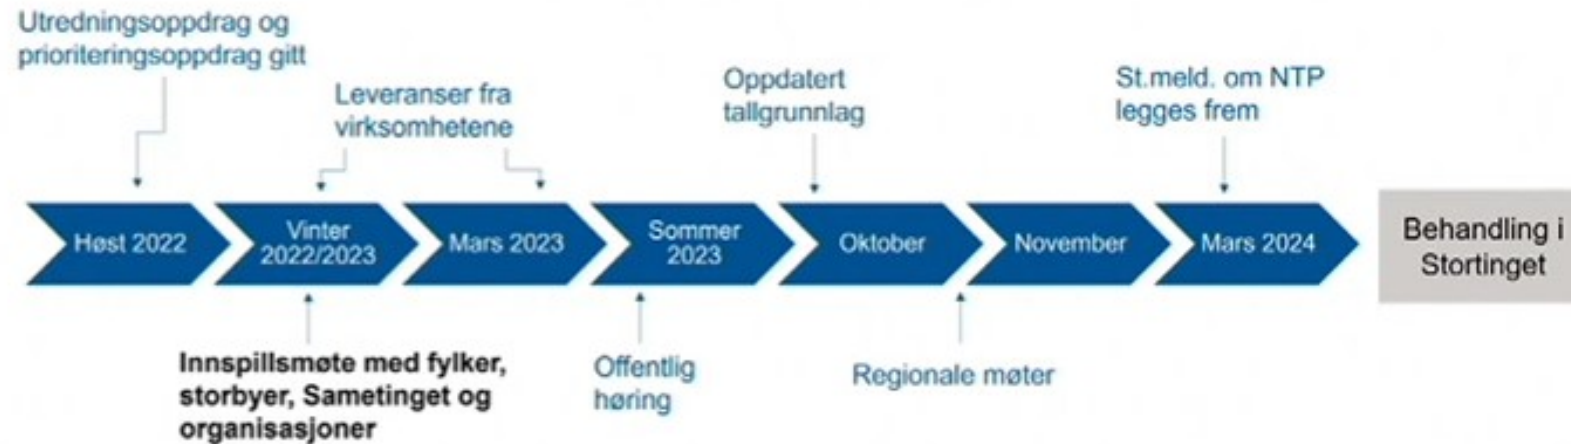 Utredningsoppdrag og
prioriteringsoppdrag gitt
Leveranser fra
virksomhetene
Oppdatert
tallgrunnlag
St.meld. om NTP
legges frem
Høst 2022
Vinter
2022/2023
Mars 2023
Sommer
2023
Oktober
November
Mars 2024
Behandling i
Stortinget
Innspillsmøte med fylker,
storbyer, Sametinget og
organisasjoner
Offentlig
høring
Regionale møter